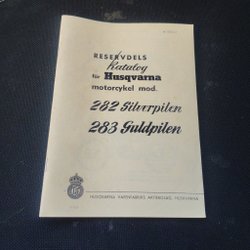 RESERVDELS
Katalog
för Husqvarna
motorcykel mod.
282 Silverpilen
283 Guldpilen
HUSQVARNA VAPENFABRIKS AKTIEBOLAG, HUSKVARNA